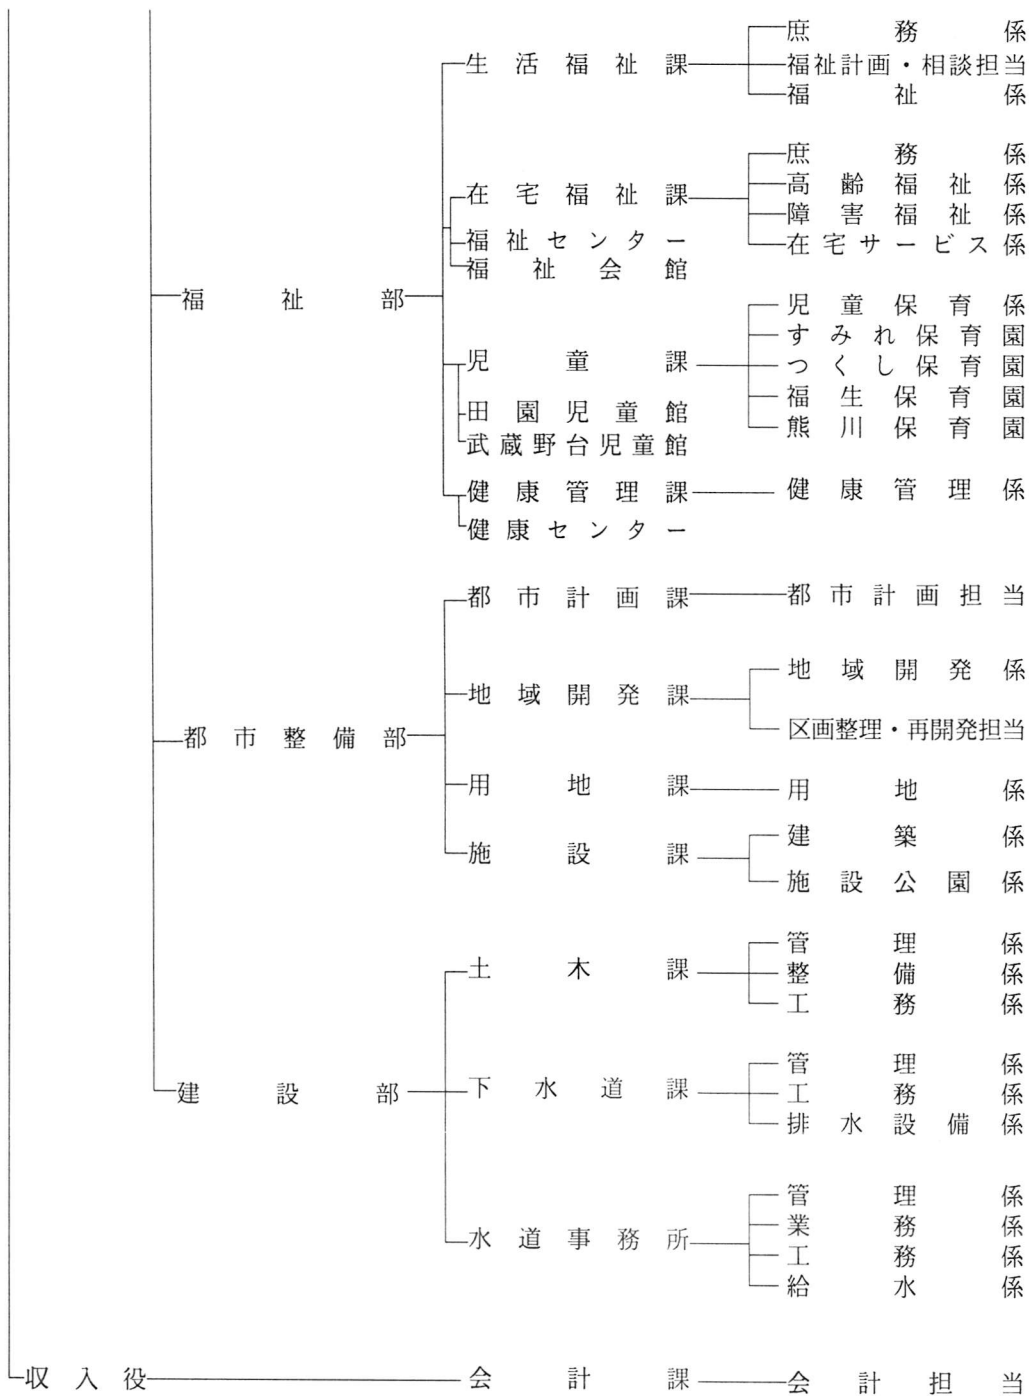 庶務係
生活福祉課
福祉計画・相談担当
福祉係
庶務係
高齢福祉係
在宅福祉課
障害福祉係
福祉センター
在宅サービス係
福祉会館
福祉部
児童保育係
すみれ保育園
児童課
つくし保育園
福生保育園
田園児童館
熊川保育園
武蔵野台児童館
健康管理課
健康管理係
健康センター
都市計画課
都市計画担当
地域開発係
地域開発課
区画整理・再開発担当
都市整備部
用地課
用地係
建築係
施設課
施設公園係
管理係
土木課
整備係
工務係
管理係
建設部
下水道課
工務係
排水設備係
管理係
業務係
水道事務所
工務係
給水係
収入役
会計課
会計担当